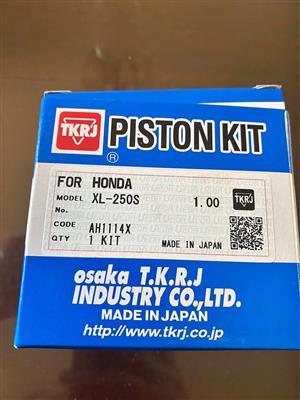 TKRJ
PISTON KIT
®
FOR HONDA
MODEL XL-250S 1.00
No.
CODE AH1114X
QTY 1 KIT MADE IN JAPAN
TKRJ
osaka T.K.R.J
INDUSTRY CO.,LTD.
MADE IN JAPAN
http://www.tkrj.co.jp